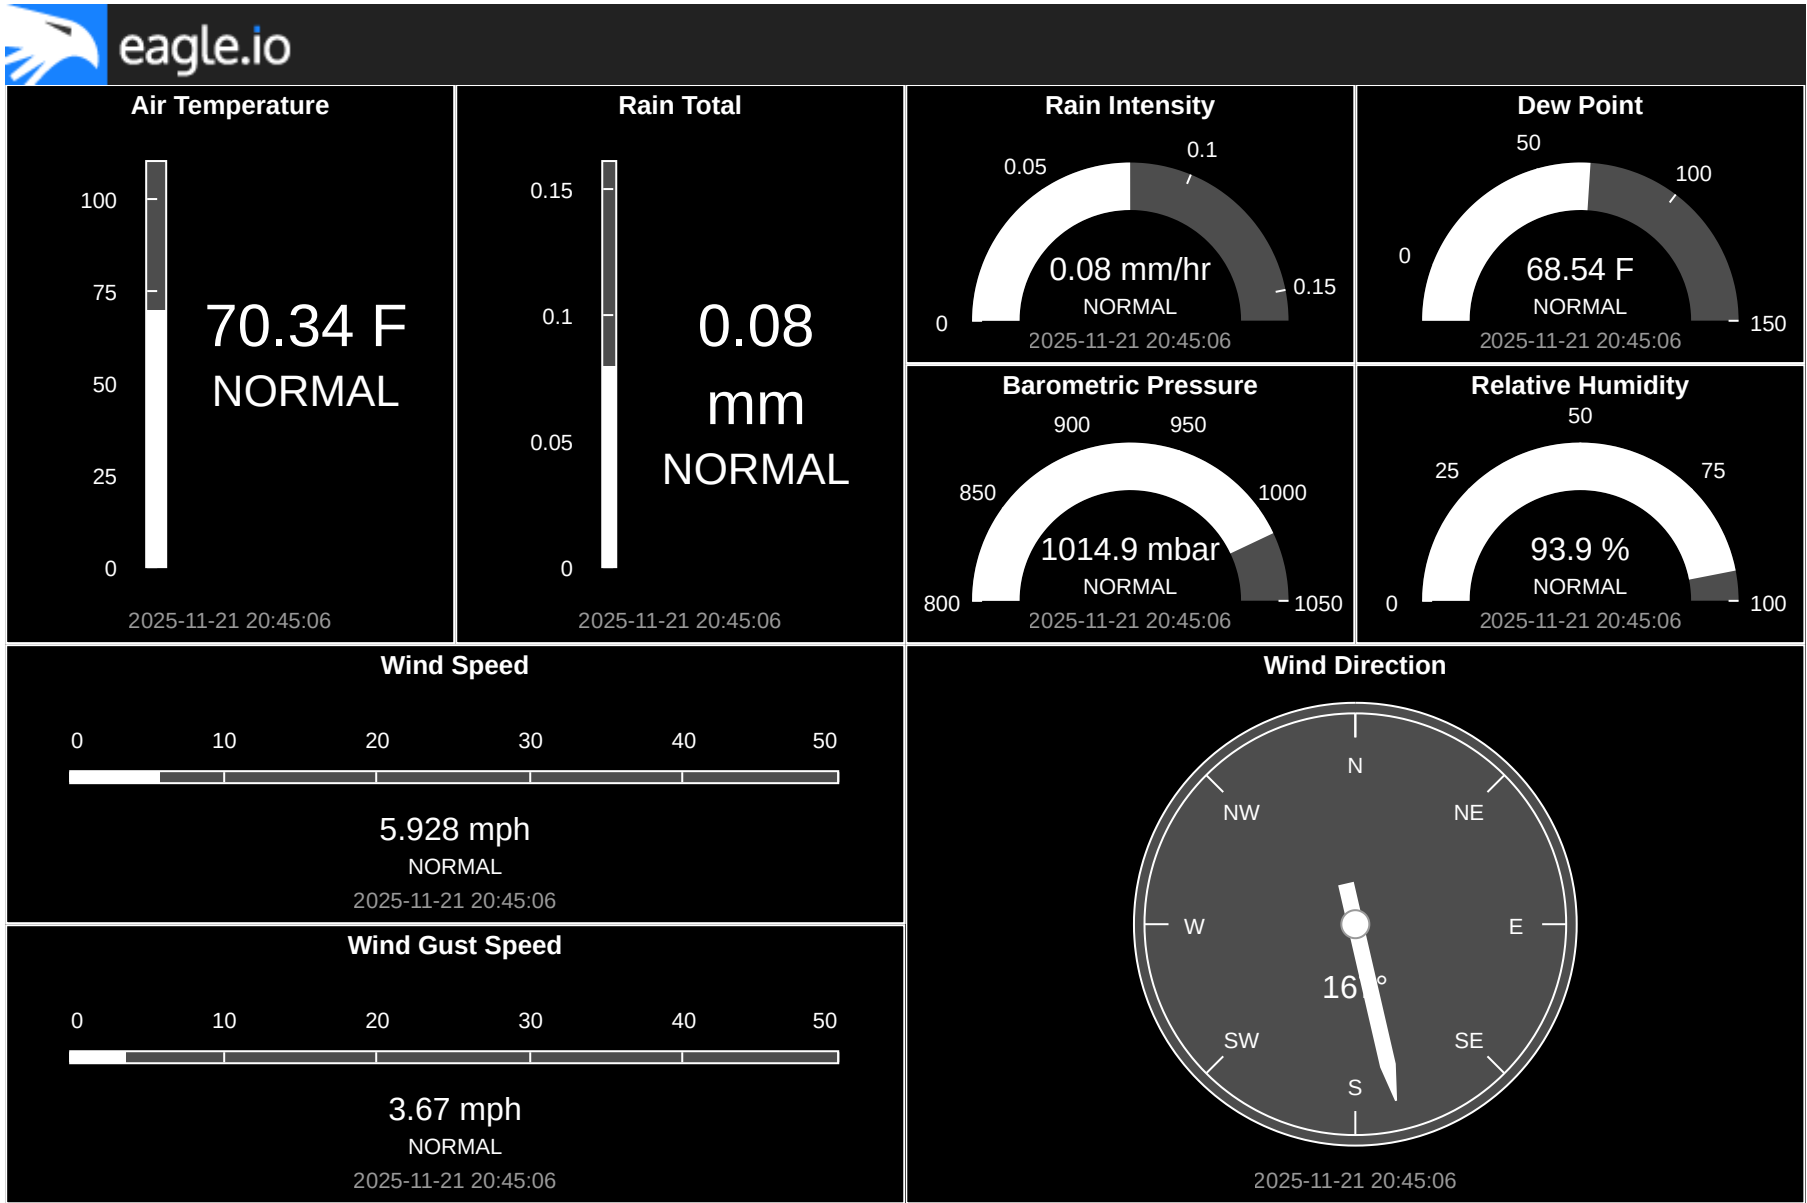 eagle.io
Air Temperature
100
75
50
25
0
70.34 F
NORMAL
2025-11-21 20:45:06
Rain Total
0.15
0.1
0.05
0
0.08
mm
NORMAL
2025-11-21 20:45:06
Rain Intensity
0
0.05
0.1
0.15
0.08 mm/hr
NORMAL
2025-11-21 20:45:06
Dew Point
0
50
100
150
68.54 F
NORMAL
2025-11-21 20:45:06
Barometric Pressure
800
850
900
950
1000
1050
1014.9 mbar
NORMAL
2025-11-21 20:45:06
Relative Humidity
0
25
50
75
100
93.9 %
NORMAL
2025-11-21 20:45:06
Wind Speed
0 10 20 30 40 50
5.928 mph
NORMAL
2025-11-21 20:45:06
Wind Gust Speed
0 10 20 30 40 50
3.67 mph
NORMAL
2025-11-21 20:45:06
Wind Direction
N
NW NE
W E
SW SE
S
2025-11-21 20:45:06